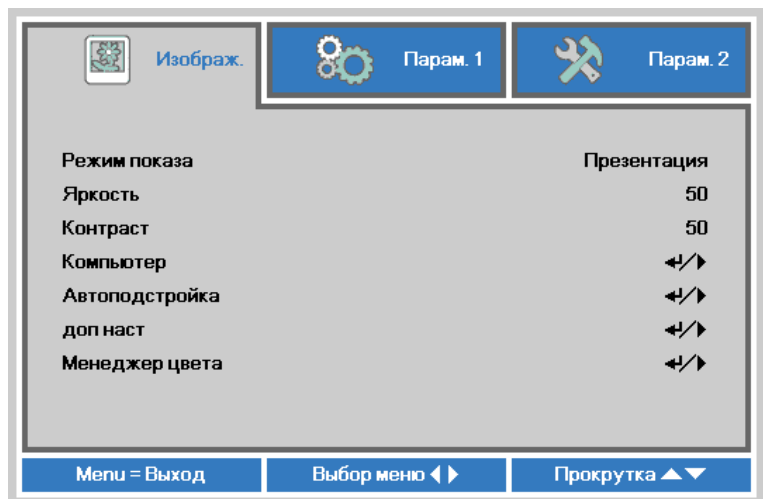 Изображ. Парам. 1 Парам. 2
Режим показа Презентация
Яркость 50
Контраст 50
Компьютер ↵/▶
Автоподстройка ↵/▶
доп наст ↵/▶
Менеджер цвета ↵/▶
Menu = Выход Выбор меню ◀ ▶ Прокрутка ▲▼